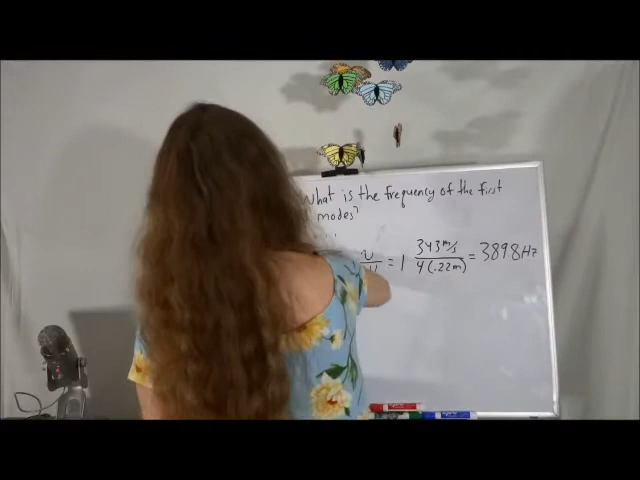 What is the frequency of the first
modes?
= 1 343 m/s / 4(.22m) = 389.8 Hz